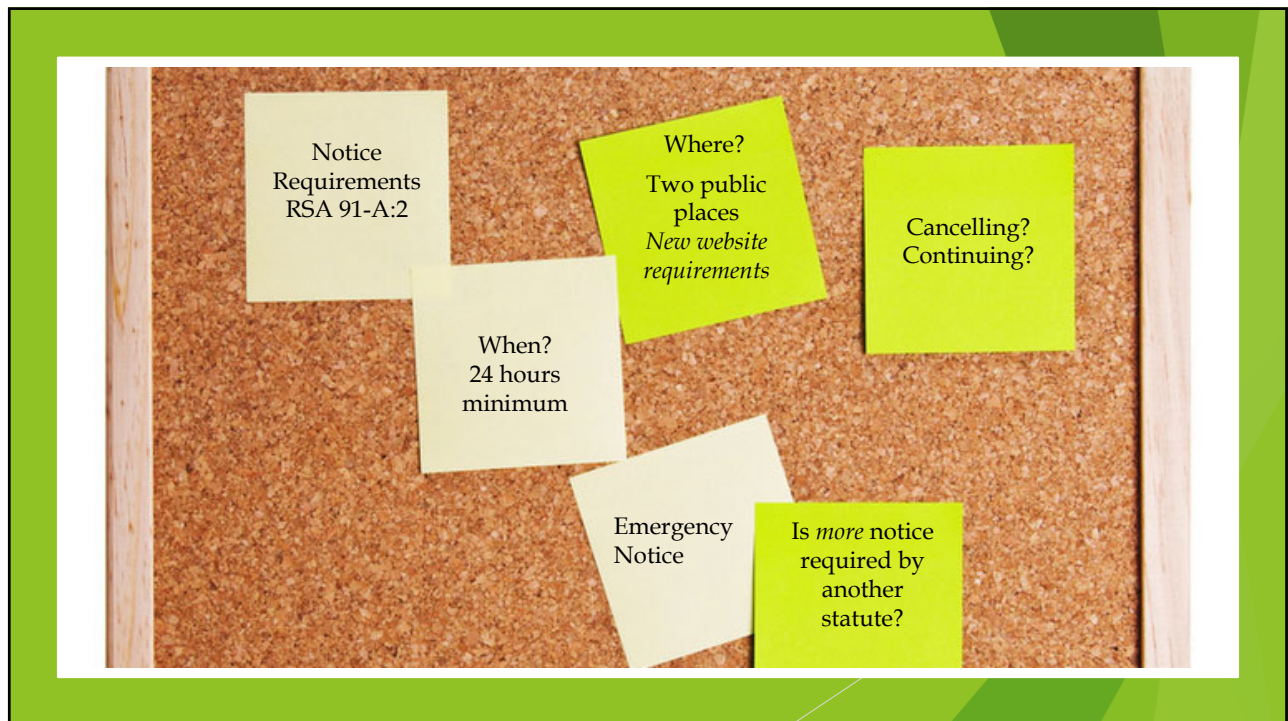 Notice
Requirements
RSA 91-A:2
Where?
Two public
places
New website
requirements
Cancelling?
Continuing?
When?
24 hours
minimum
Emergency
Notice
Is more notice
required by
another
statute?